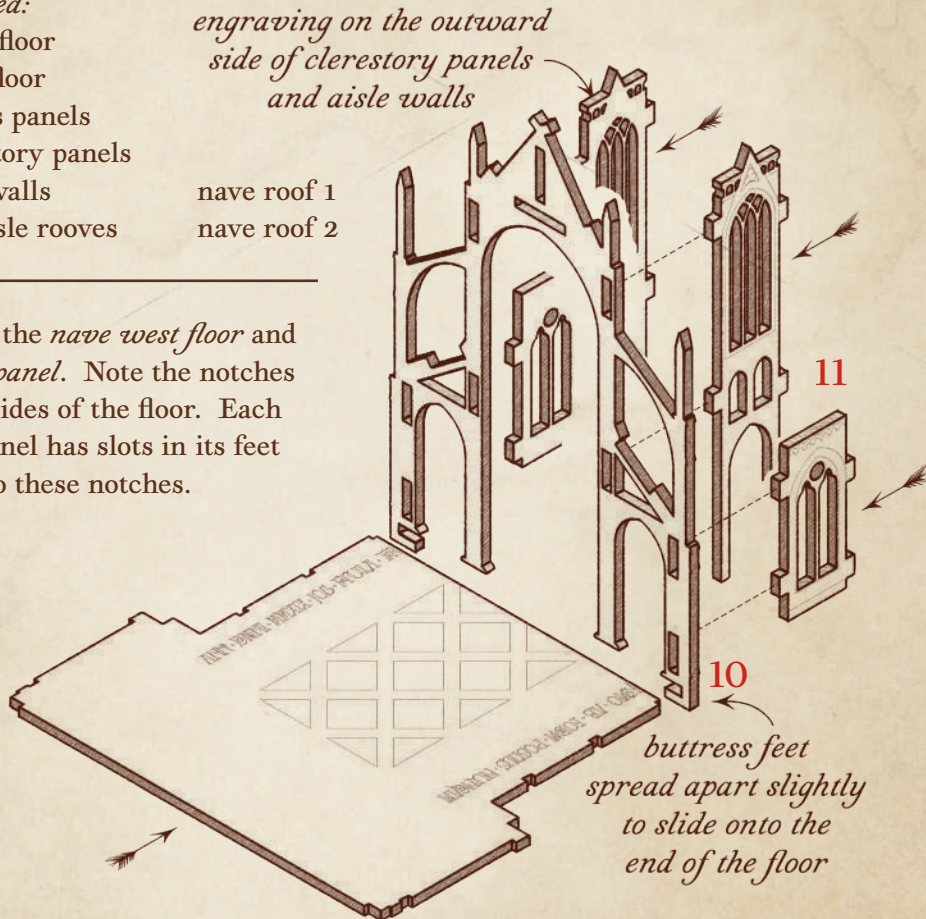 ed:
floor
loor
s panels
tory panels
walls
sle rooves
nave roof 1
nave roof 2
engraving on the outward
side of clerestory panels
and aisle walls
the nave west floor and
panel. Note the notches
ides of the floor. Each
nel has slots in its feet
o these notches.
11
10
buttress feet
spread apart slightly
to slide onto the
end of the floor